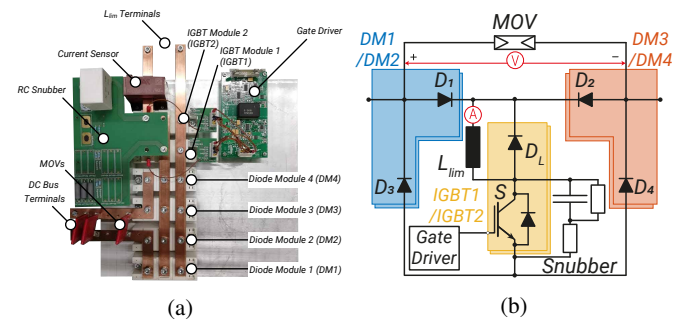 L_lim Terminals
Current Sensor
RC Snubber
MOVs
DC Bus
Terminals
IGBT Module 2
(IGBT2)
IGBT Module 1
(IGBT1)
Gate Driver
Diode Module 4 (DM4)
Diode Module 3 (DM3)
Diode Module 2 (DM2)
Diode Module 1 (DM1)
(a)
DM1
/DM2
MOV
DM3
/DM4
+
V
−
D₁
D₂
A
L_lim
D_L
D₃
D₄
IGBT1
/IGBT2
S
Gate
Driver
Snubber
(b)